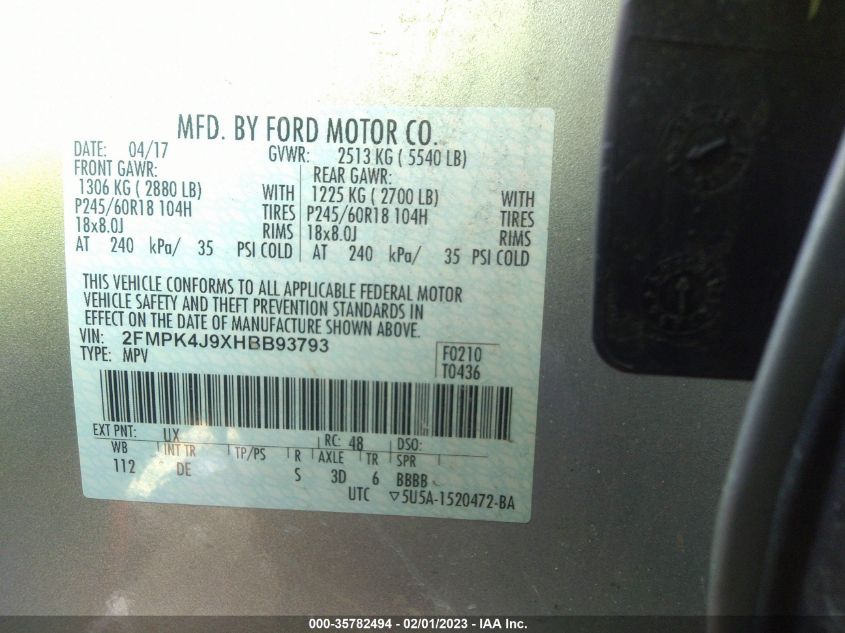 MFD. BY FORD MOTOR CO.
DATE: 04/17 GVWR: 2513 KG ( 5540 LB)
FRONT GAWR: REAR GAWR:
1306 KG ( 2880 LB) WITH 1225 KG ( 2700 LB) WITH
P245/60R18 104H TIRES P245/60R18 104H TIRES
18x8.0J RIMS 18x8.0J RIMS
AT 240 kPa/ 35 PSI COLD AT 240 kPa/ 35 PSI COLD
THIS VEHICLE CONFORMS TO ALL APPLICABLE FEDERAL MOTOR
VEHICLE SAFETY AND THEFT PREVENTION STANDARDS IN
EFFECT ON THE DATE OF MANUFACTURE SHOWN ABOVE.
VIN: 2FMPK4J9XHBB93793
TYPE: MPV F0210
T0436
EXT PNT: UX RC: 48 DSO:
WB INT TR TP/PS R AXLE TR SPR
112 DE S 3D 6 BBBB
UTC ▽5U5A-1520472-BA
000-35782494 - 02/01/2023 - IAA Inc.